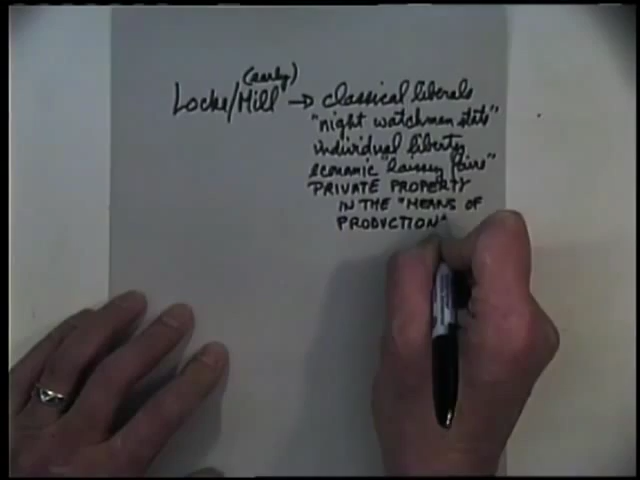 (early)
Locke/Mill → classical liberals
"night watchman state"
individual liberty
economic "laissez faire"
PRIVATE PROPERTY
IN THE "MEANS OF
PRODUCTION"